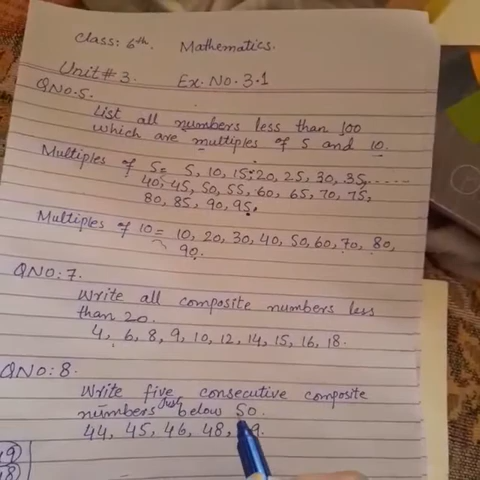 Class: 6th. Mathematics.
Unit # 3. Ex. No. 3.1
QNO.5.
List all numbers less than 100
which are multiples of 5 and 10.
Multiples of 5= 5, 10, 15, 20, 25, 30, 35,.....
40, 45, 50, 55, 60, 65, 70, 75,
80, 85, 90, 95.
Multiples of 10 = 10, 20, 30, 40, 50, 60, 70, 80,
90.
QNO:7.
Write all composite numbers less
than 20.
4, 6, 8, 9, 10, 12, 14, 15, 16, 18.
QNO:8.
Write five consecutive composite
numbers just below 50.
44, 45, 46, 48,